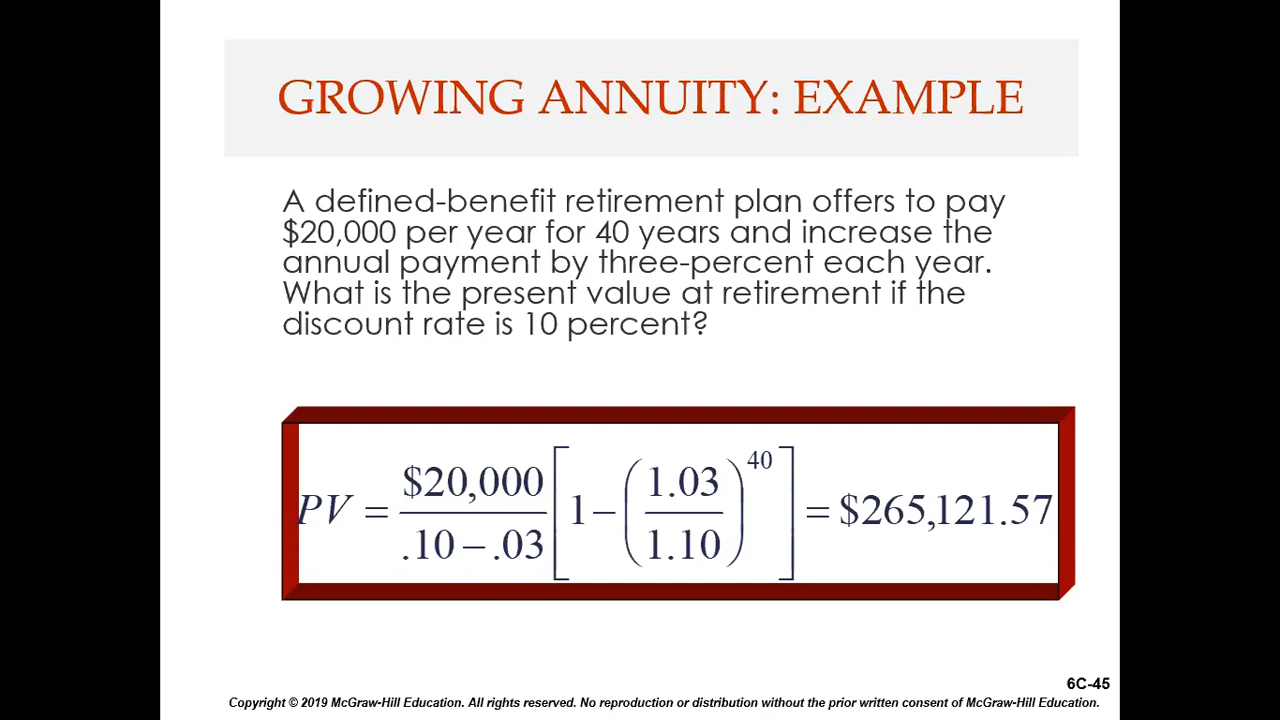 GROWING ANNUITY: EXAMPLE
A defined-benefit retirement plan offers to pay
$20,000 per year for 40 years and increase the
annual payment by three-percent each year.
What is the present value at retirement if the
discount rate is 10 percent?
PV = $20,000 / .10 − .03 [1 − (1.03 / 1.10)^40] = $265,121.57
6C-45
Copyright © 2019 McGraw-Hill Education. All rights reserved. No reproduction or distribution without the prior written consent of McGraw-Hill Education.